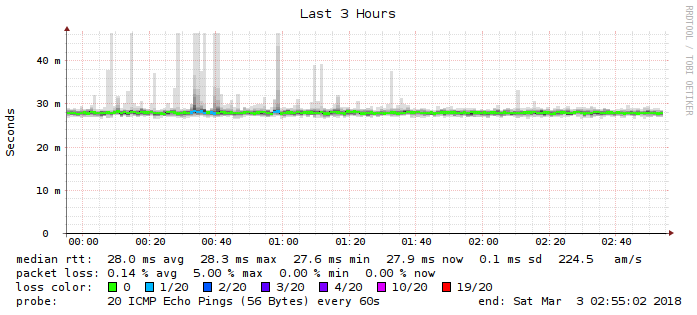 Last 3 Hours
RRDTOOL / TOBI OETIKER
Seconds
40 m
30 m
20 m
10 m
0
00:00 00:20 00:40 01:00 01:20 01:40 02:00 02:20 02:40
median rtt: 28.0 ms avg 28.3 ms max 27.6 ms min 27.9 ms now 0.1 ms sd 224.5 am/s
packet loss: 0.14 % avg 5.00 % max 0.00 % min 0.00 % now
loss color: 0 1/20 2/20 3/20 4/20 10/20 19/20
probe: 20 ICMP Echo Pings (56 Bytes) every 60s end: Sat Mar 3 02:55:02 2018